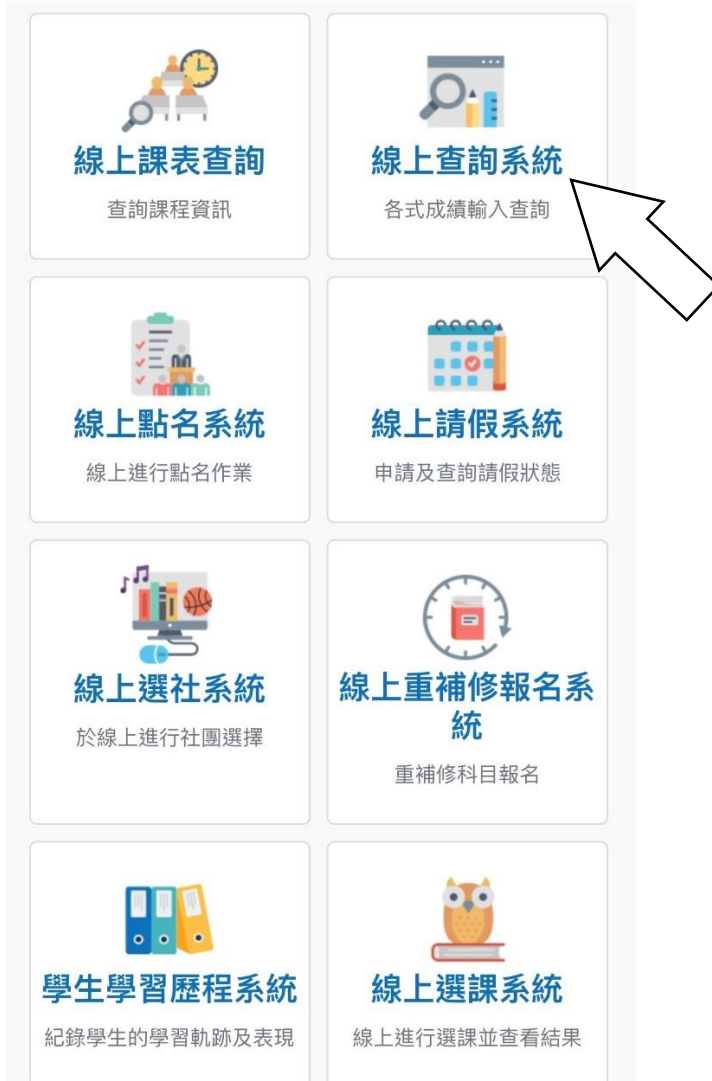 線上課表查詢
查詢課程資訊
線上查詢系統
各式成績輸入查詢
線上點名系統
線上進行點名作業
線上請假系統
申請及查詢請假狀態
線上選社系統
於線上進行社團選擇
線上重補修報名系
統
重補修科目報名
學生學習歷程系統
紀錄學生的學習軌跡及表現
線上選課系統
線上進行選課並查看結果